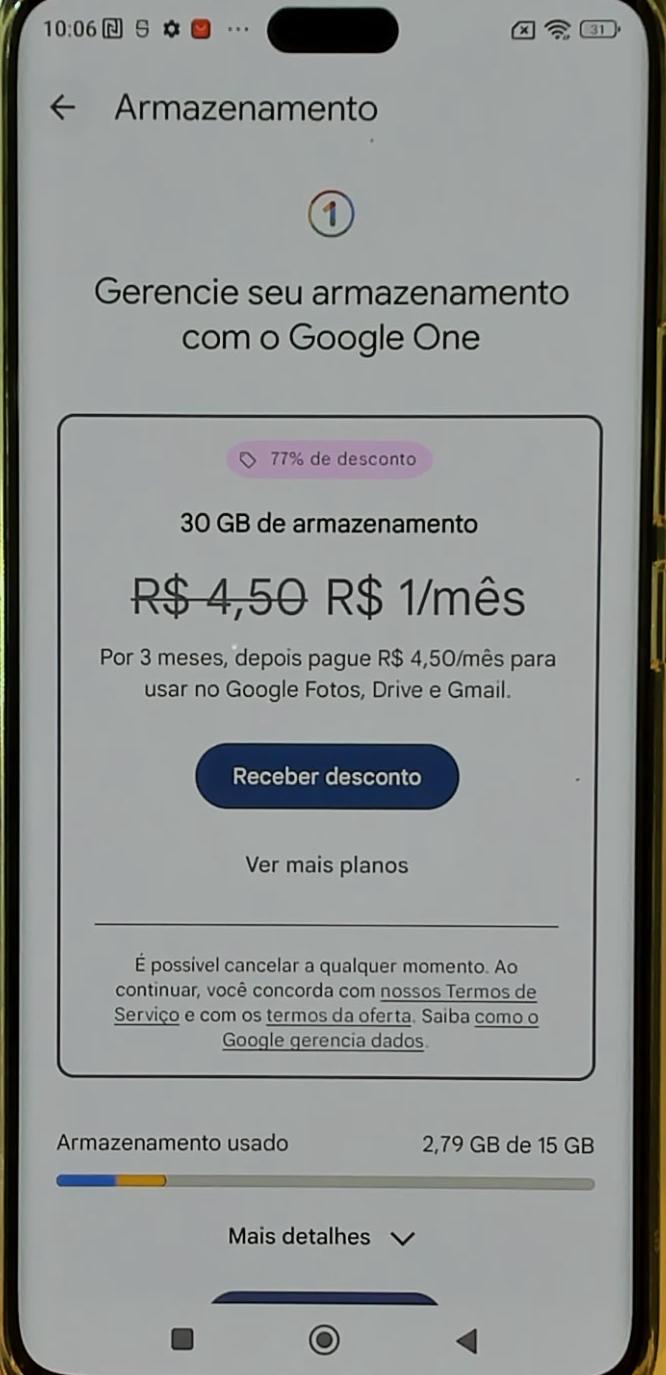 10:06
31
Armazenamento
1
Gerencie seu armazenamento
com o Google One
77% de desconto
30 GB de armazenamento
R$ 4,50 R$ 1/mês
Por 3 meses, depois pague R$ 4,50/mês para
usar no Google Fotos, Drive e Gmail.
Receber desconto
Ver mais planos
É possível cancelar a qualquer momento. Ao
continuar, você concorda com nossos Termos de
Serviço e com os termos da oferta. Saiba como o
Google gerencia dados.
Armazenamento usado 2,79 GB de 15 GB
Mais detalhes